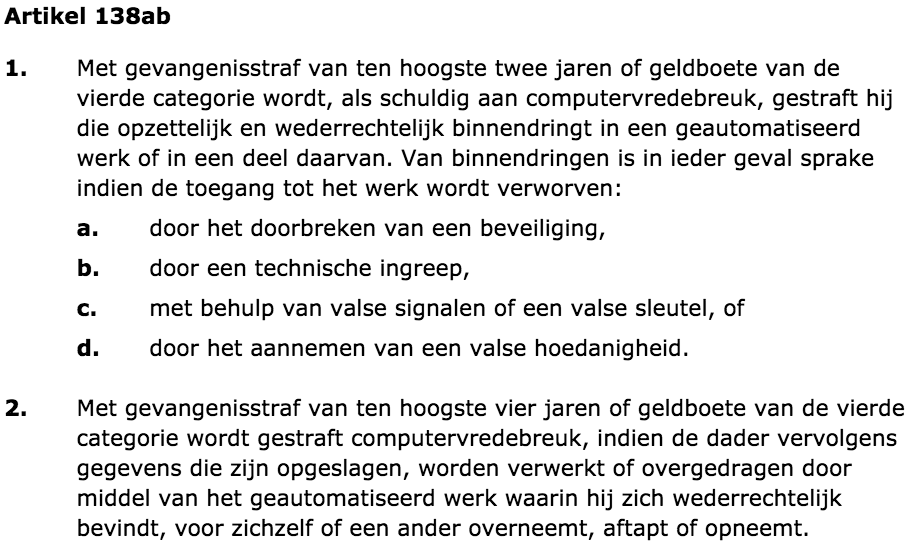 Artikel 138ab
1. Met gevangenisstraf van ten hoogste twee jaren of geldboete van de
vierde categorie wordt, als schuldig aan computervredebreuk, gestraft hij
die opzettelijk en wederrechtelijk binnendringt in een geautomatiseerd
werk of in een deel daarvan. Van binnendringen is in ieder geval sprake
indien de toegang tot het werk wordt verworven:
a. door het doorbreken van een beveiliging,
b. door een technische ingreep,
c. met behulp van valse signalen of een valse sleutel, of
d. door het aannemen van een valse hoedanigheid.
2. Met gevangenisstraf van ten hoogste vier jaren of geldboete van de vierde
categorie wordt gestraft computervredebreuk, indien de dader vervolgens
gegevens die zijn opgeslagen, worden verwerkt of overgedragen door
middel van het geautomatiseerd werk waarin hij zich wederrechtelijk
bevindt, voor zichzelf of een ander overneemt, aftapt of opneemt.